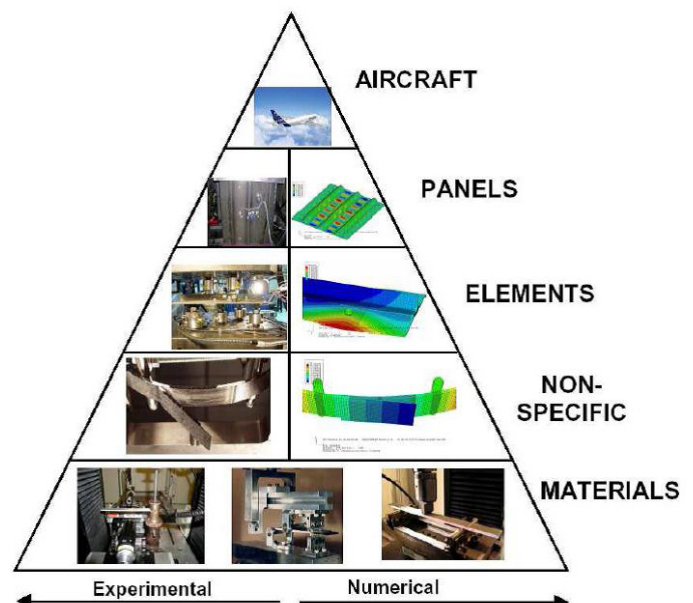 AIRCRAFT
PANELS
ELEMENTS
NON-
SPECIFIC
MATERIALS
Experimental
Numerical